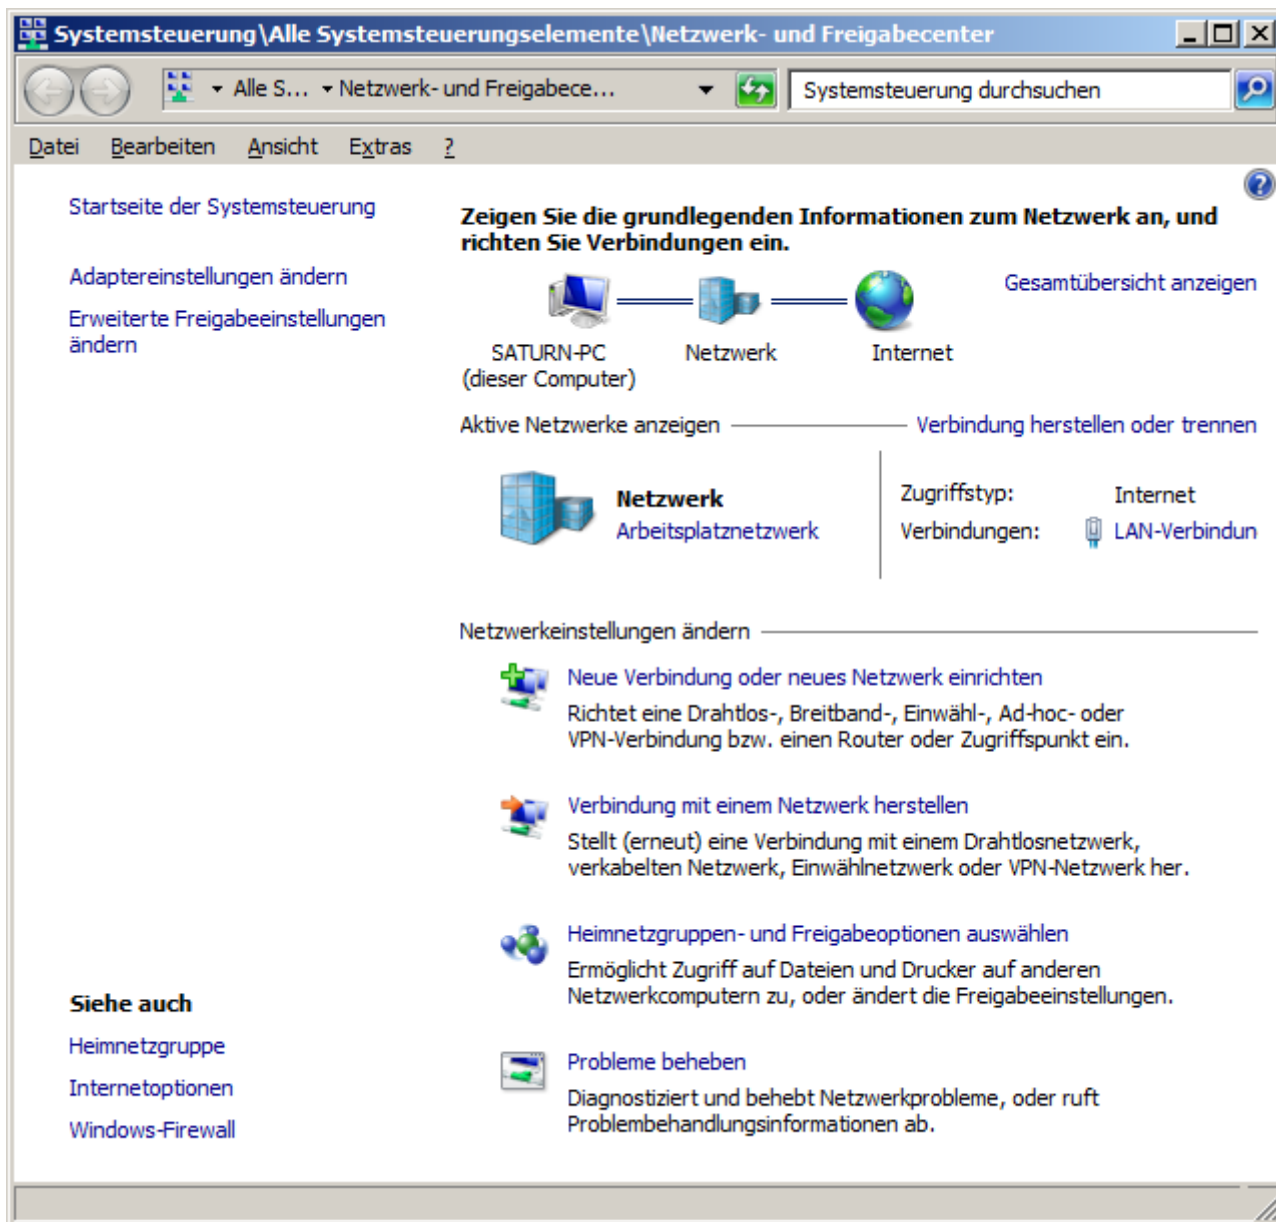 Systemsteuerung\Alle Systemsteuerungselemente\Netzwerk- und Freigabecenter
Alle S... Netzwerk- und Freigabece... Systemsteuerung durchsuchen
Datei Bearbeiten Ansicht Extras ?
Startseite der Systemsteuerung
Adaptereinstellungen ändern
Erweiterte Freigabeeinstellungen
ändern
Zeigen Sie die grundlegenden Informationen zum Netzwerk an, und
richten Sie Verbindungen ein.
Gesamtübersicht anzeigen
SATURN-PC Netzwerk Internet
(dieser Computer)
Aktive Netzwerke anzeigen Verbindung herstellen oder trennen
Netzwerk
Arbeitsplatznetzwerk
Zugriffstyp: Internet
Verbindungen: LAN-Verbindun
Netzwerkeinstellungen ändern
Neue Verbindung oder neues Netzwerk einrichten
Richtet eine Drahtlos-, Breitband-, Einwähl-, Ad-hoc- oder
VPN-Verbindung bzw. einen Router oder Zugriffspunkt ein.
Verbindung mit einem Netzwerk herstellen
Stellt (erneut) eine Verbindung mit einem Drahtlosnetzwerk,
verkabelten Netzwerk, Einwählnetzwerk oder VPN-Netzwerk her.
Heimnetzgruppen- und Freigabeoptionen auswählen
Ermöglicht Zugriff auf Dateien und Drucker auf anderen
Netzwerkcomputern zu, oder ändert die Freigabeeinstellungen.
Probleme beheben
Diagnostiziert und behebt Netzwerkprobleme, oder ruft
Problembehandlungsinformationen ab.
Siehe auch
Heimnetzgruppe
Internetoptionen
Windows-Firewall